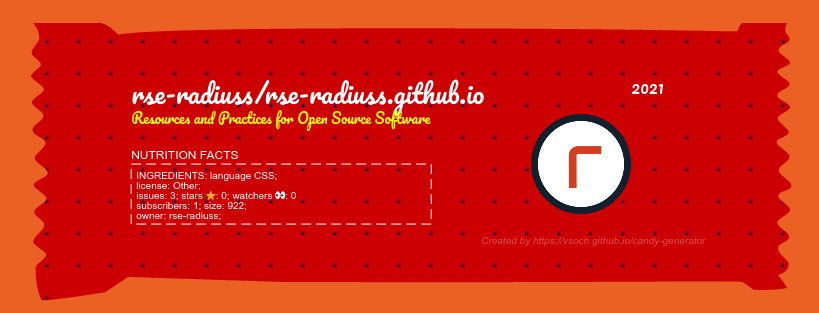 rse-radiuss/rse-radiuss.github.io
2021
Resources and Practices for Open Source Software
NUTRITION FACTS
INGREDIENTS: language CSS;
license: Other;
issues: 3; stars ⭐: 0; watchers 👀: 0
subscribers: 1; size: 922;
owner: rse-radiuss;
r
Created by https://vsoch.github.io/candy-generator